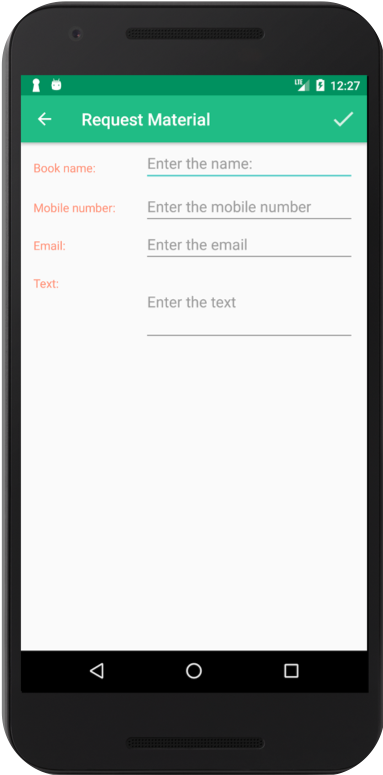 LTE 12:27
Request Material
Book name: Enter the name:
Mobile number: Enter the mobile number
Email: Enter the email
Text:
Enter the text